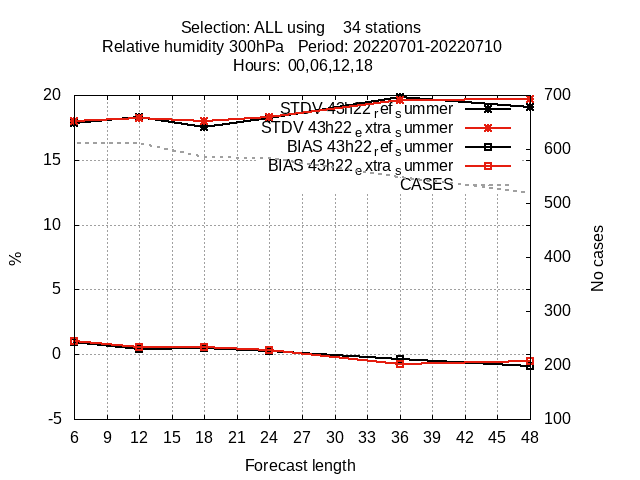 Selection: ALL using    34 stations
Relative humidity 300hPa   Period: 20220701-20220710
Hours:  00,06,12,18
20 700
STDV 43h22_ref_summer
STDV 43h22_extra_summer
600
BIAS 43h22_ref_summer
15
BIAS 43h22_extra_summer
CASES
500
10
400
%
No cases
5
300
0
200
-5 100
6 9 12 15 18 21 24 27 30 33 36 39 42 45 48
Forecast length